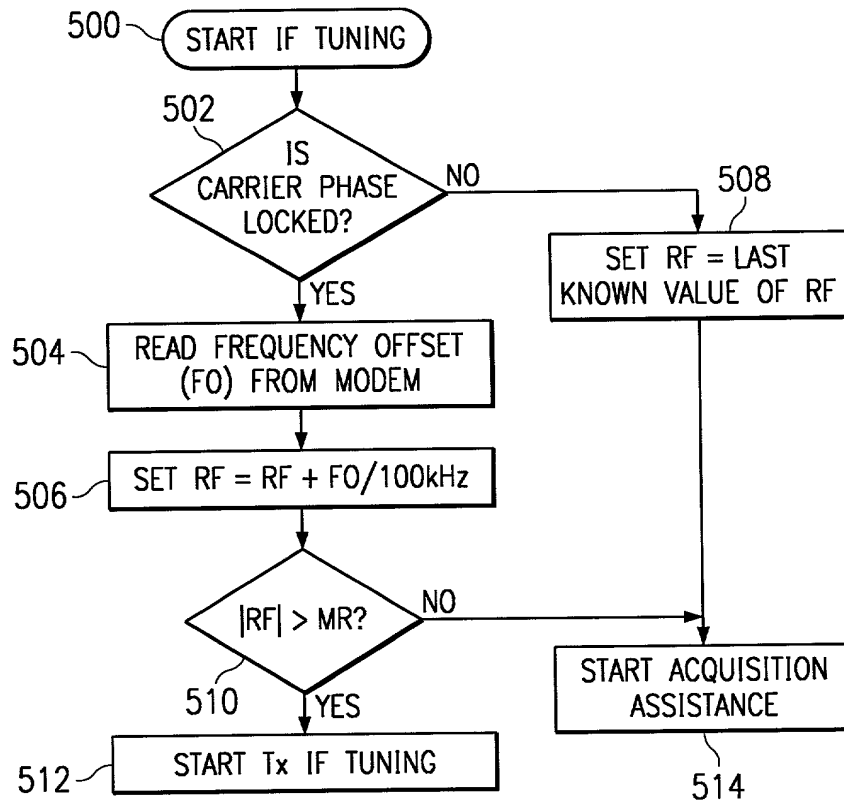 500
START IF TUNING
502
IS
CARRIER PHASE
LOCKED?
NO
YES
508
SET RF = LAST
KNOWN VALUE OF RF
504
READ FREQUENCY OFFSET
(FO) FROM MODEM
506
SET RF = RF + FO/100kHz
|RF| > MR?
NO
510
YES
START ACQUISITION
ASSISTANCE
514
512
START Tx IF TUNING